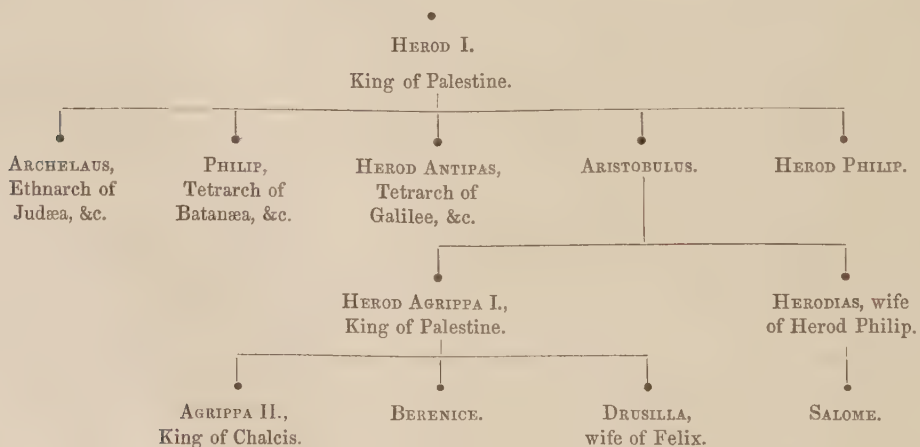 HEROD I.
King of Palestine.
ARCHELAUS,
Ethnarch of
Judæa, &c.
PHILIP,
Tetrarch of
Batanæa, &c.
HEROD ANTIPAS,
Tetrarch of
Galilee, &c.
ARISTOBULUS.
HEROD PHILIP.
HEROD AGRIPPA I.,
King of Palestine.
HERODIAS, wife
of Herod Philip.
AGRIPPA II.,
King of Chalcis.
BERENICE.
DRUSILLA,
wife of Felix.
SALOME.